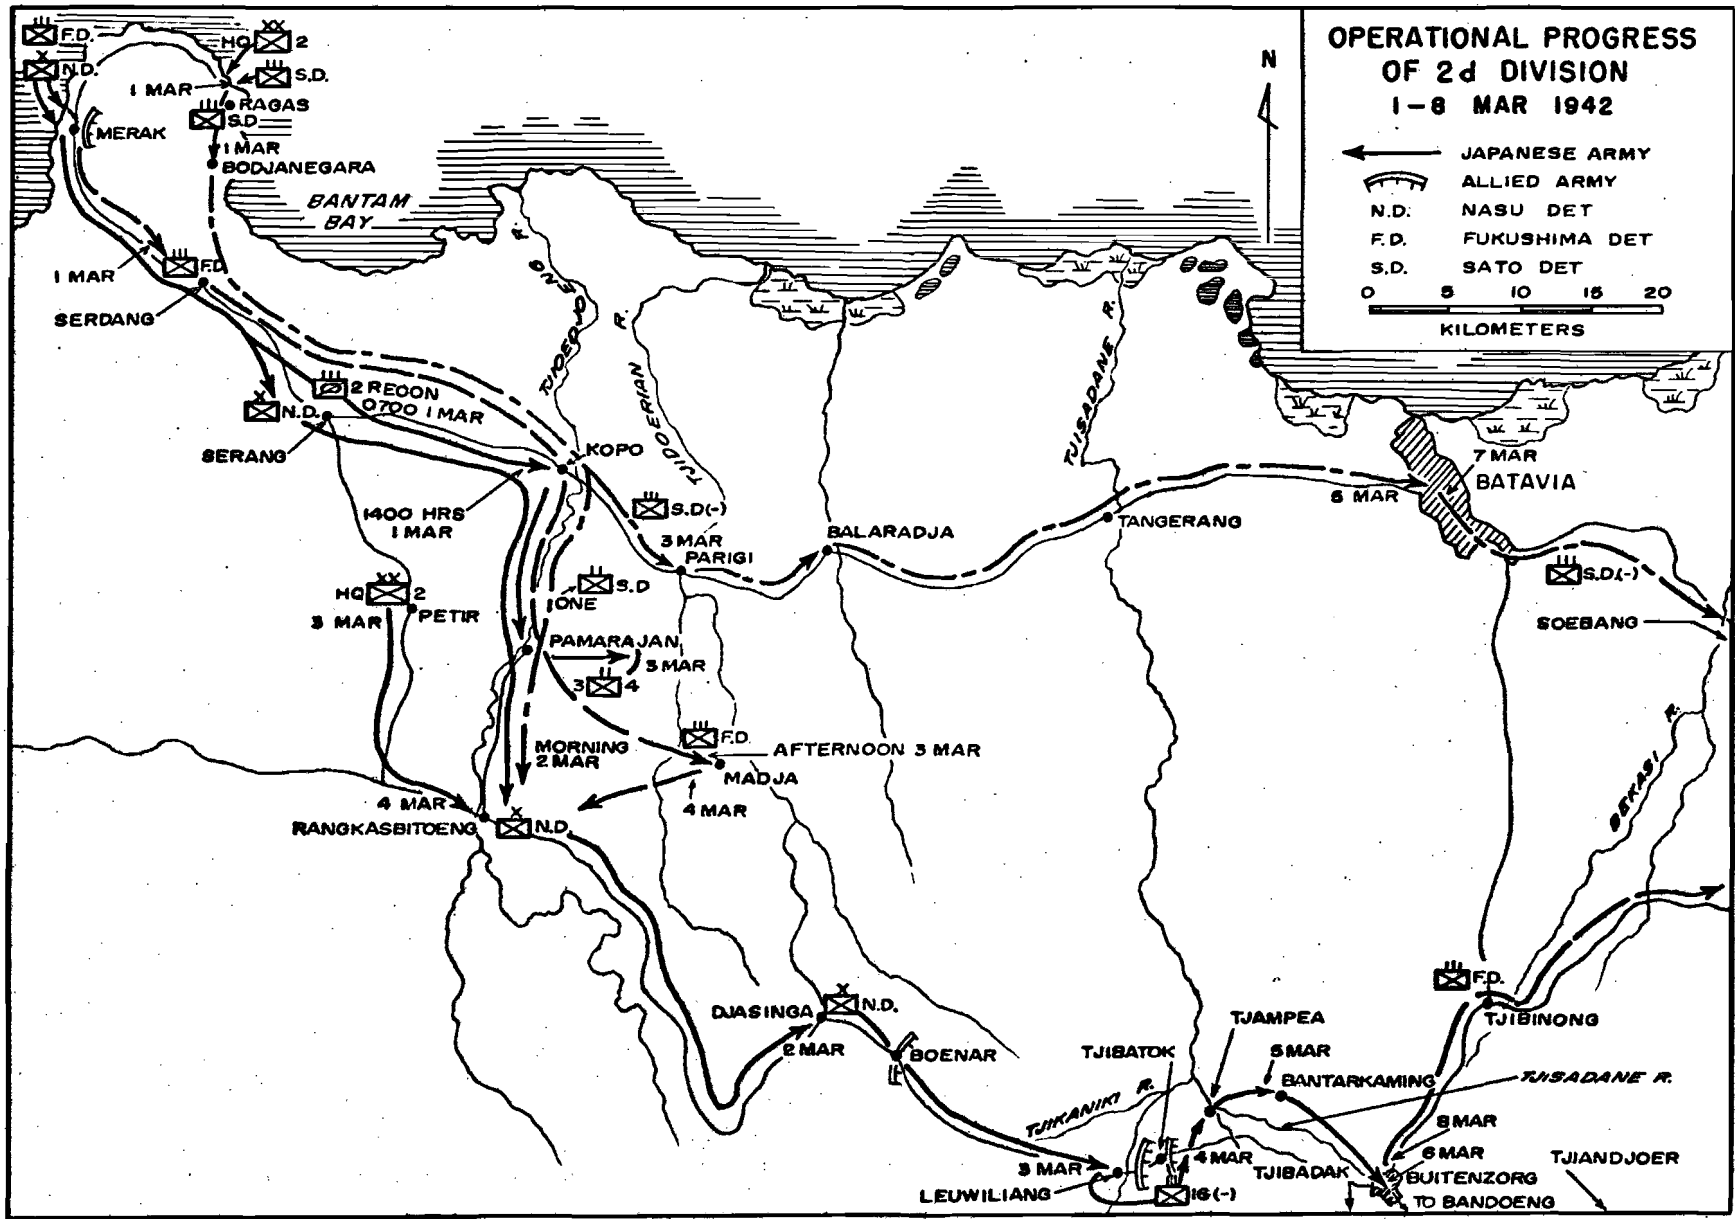 OPERATIONAL PROGRESS
OF 2d DIVISION
1-8 MAR 1942
JAPANESE ARMY
ALLIED ARMY
N.D. NASU DET
F.D. FUKUSHIMA DET
S.D. SATO DET
0 5 10 15 20
KILOMETERS
N
F.D.
N.D.
HQ 2
S.D.
1 MAR
RAGAS
S.D
MERAK
1 MAR
BODJANEGARA
BANTAM
BAY
1 MAR
F.D
SERDANG
TJIOEDJOENG R.
TJIDOERIAN R.
TJISADANE R.
2 RECON
0700 1 MAR
N.D.
SERANG
KOPO
1400 HRS
1 MAR
S.D(-)
3 MAR
PARIGI
BALARADJA
TANGERANG
5 MAR
7 MAR
BATAVIA
S.D.(-)
SOEBANG
HQ 2
3 MAR
PETIR
S.D
ONE
PAMARAJAN
3 MAR
3 4
MORNING
2 MAR
F.D.
AFTERNOON 3 MAR
MADJA
4 MAR
4 MAR
RANGKASBITOENG
N.D.
BEKASI R.
DJASINGA
N.D.
2 MAR
BOENAR
F.D.
TJIBINONG
TJAMPEA
TJIBATOK
5 MAR
BANTARKAMING
TJISADANE R.
TJIKANIKI R.
3 MAR
LEUWILIANG
16(-)
4 MAR
TJIBADAK
8 MAR
6 MAR
BUITENZORG
TO BANDOENG
TJIANDJOER